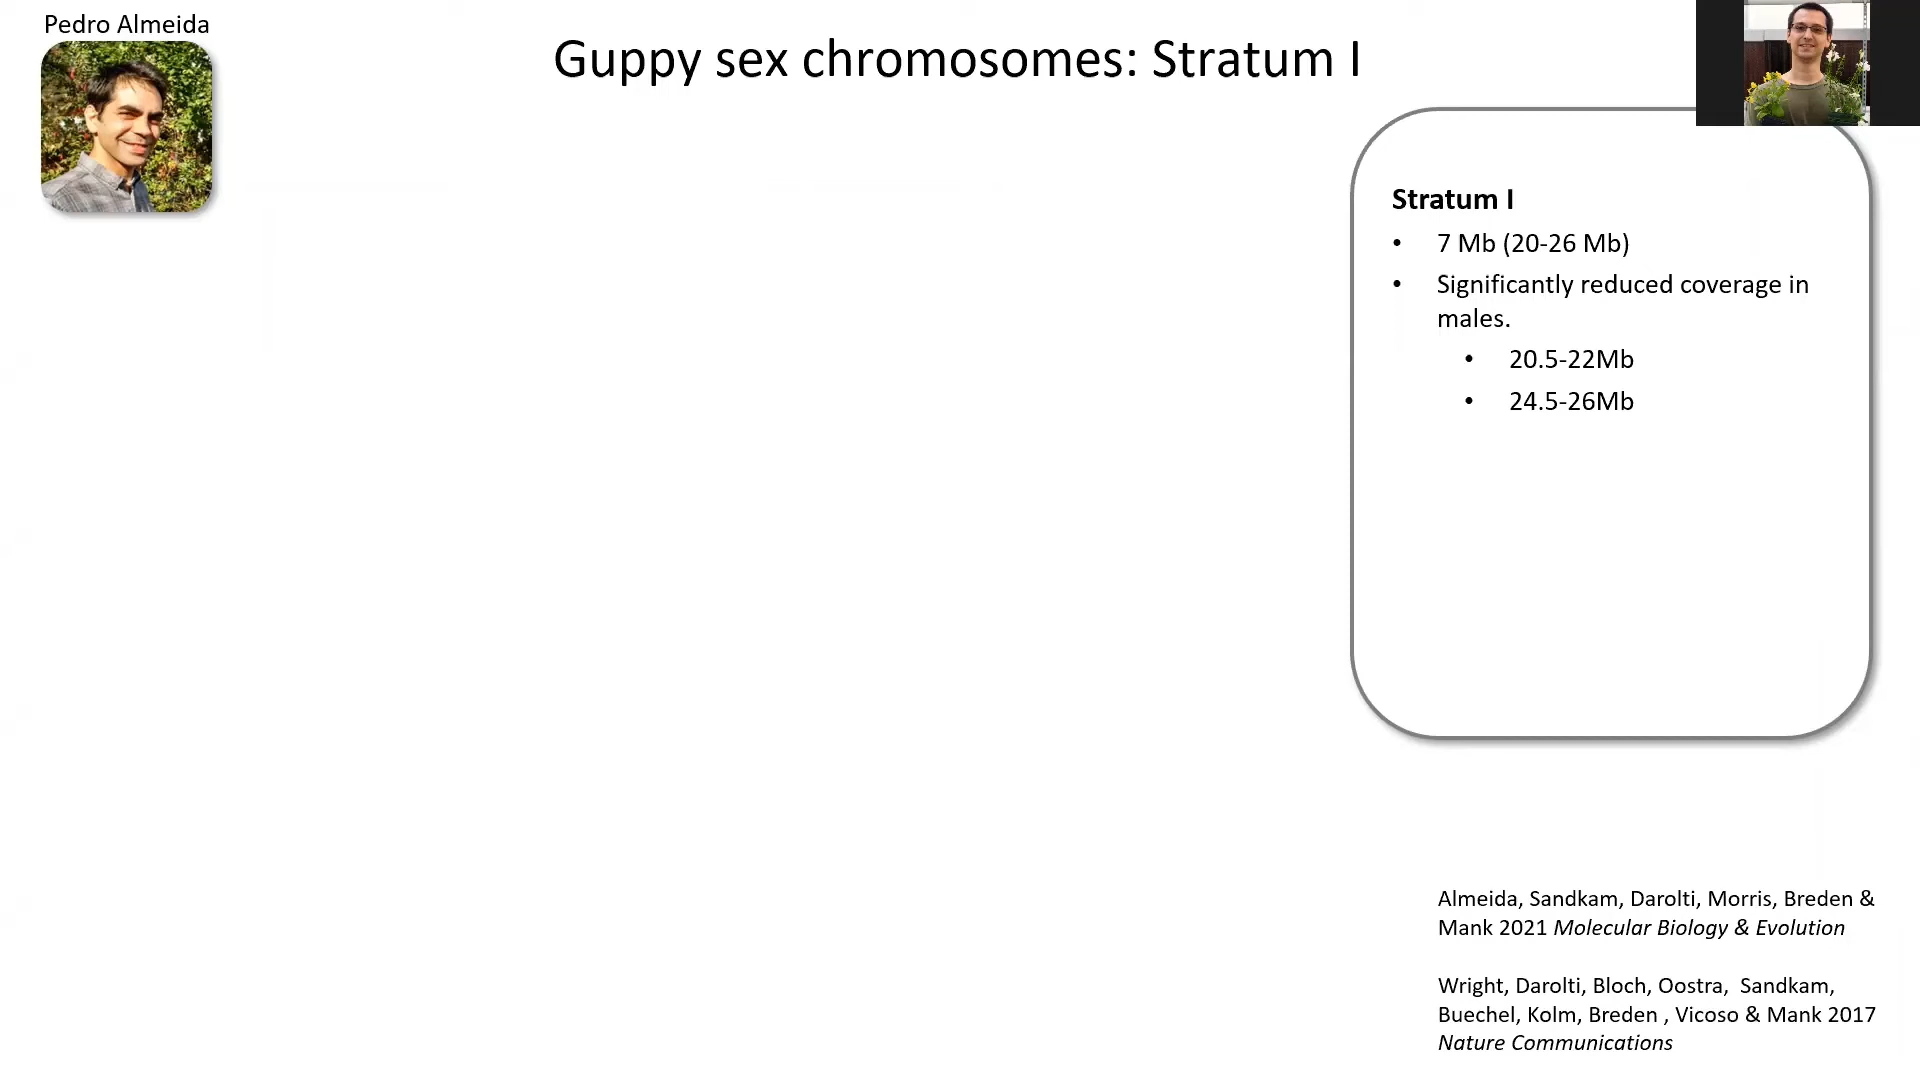 Pedro Almeida
Guppy sex chromosomes: Stratum I
Stratum I
• 7 Mb (20-26 Mb)
• Significantly reduced coverage in
males.
• 20.5-22Mb
• 24.5-26Mb
Almeida, Sandkam, Darolti, Morris, Breden &
Mank 2021 Molecular Biology & Evolution
Wright, Darolti, Bloch, Oostra,  Sandkam,
Buechel, Kolm, Breden , Vicoso & Mank 2017
Nature Communications